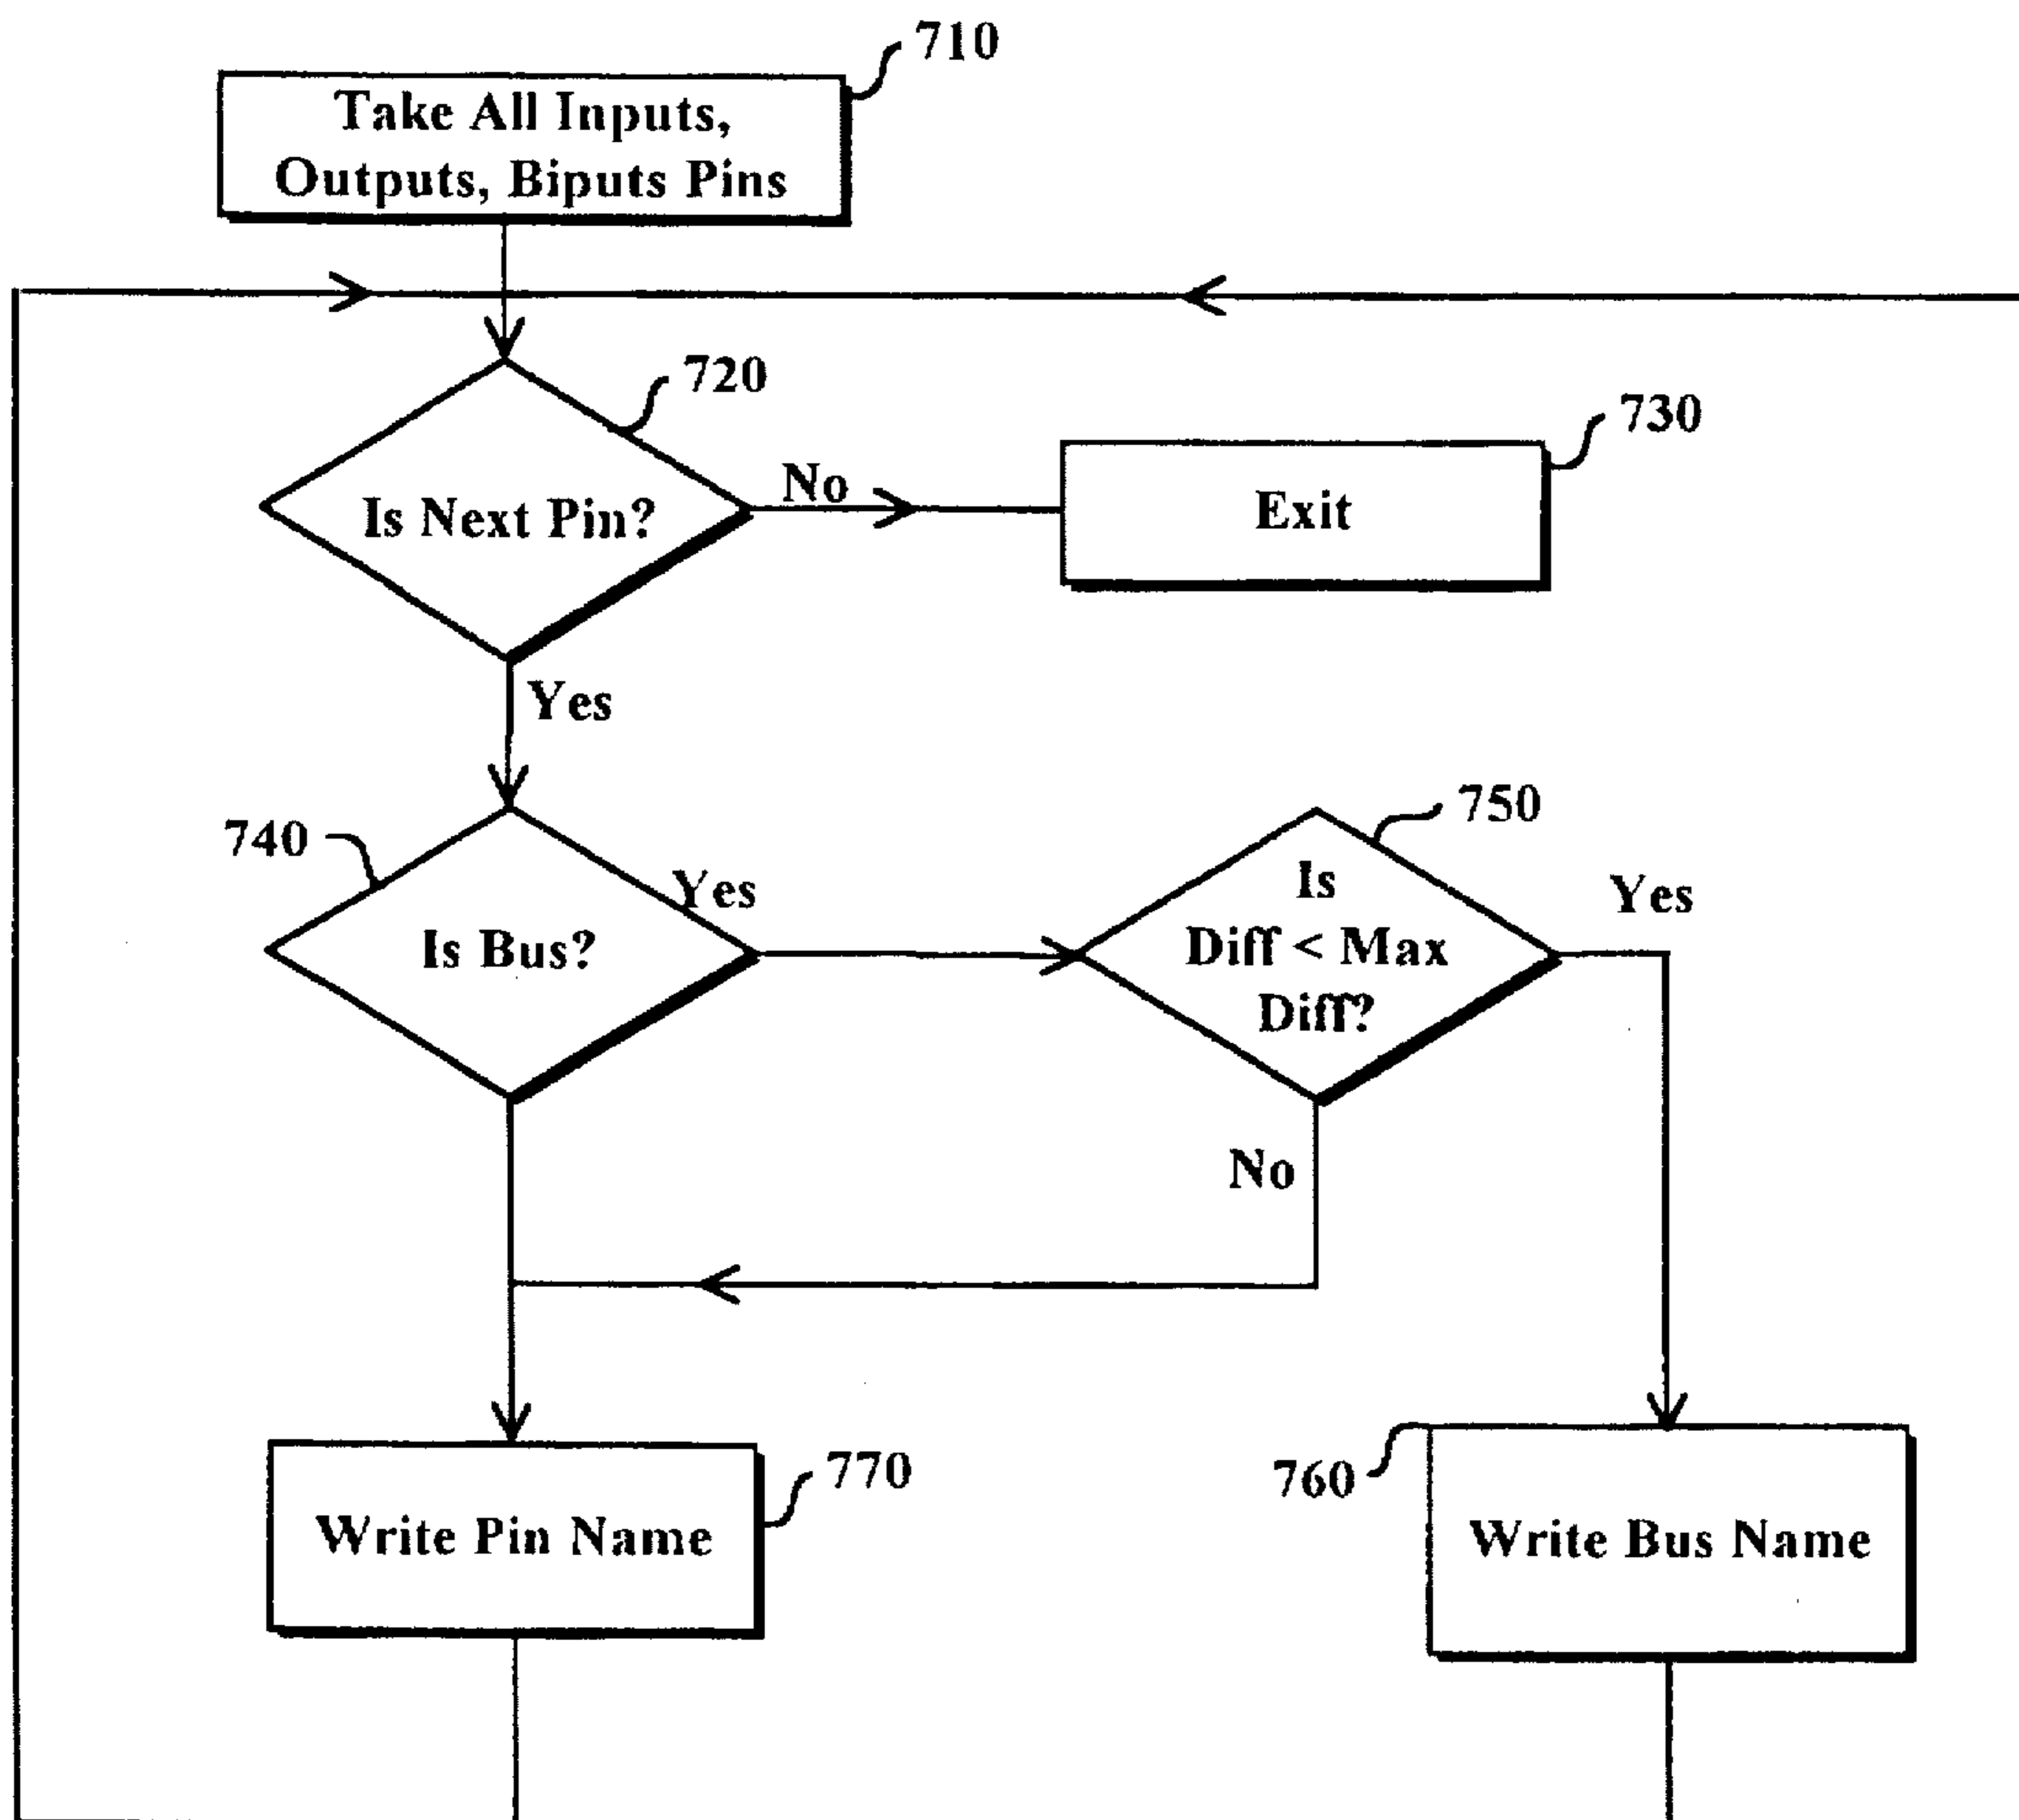 710
Take All Inputs,
Outputs, Biputs Pins
720
Is Next Pin?
No
730
Exit
Yes
740
Is Bus?
Yes
750
Is
Diff < Max
Diff?
Yes
No
770
Write Pin Name
760
Write Bus Name